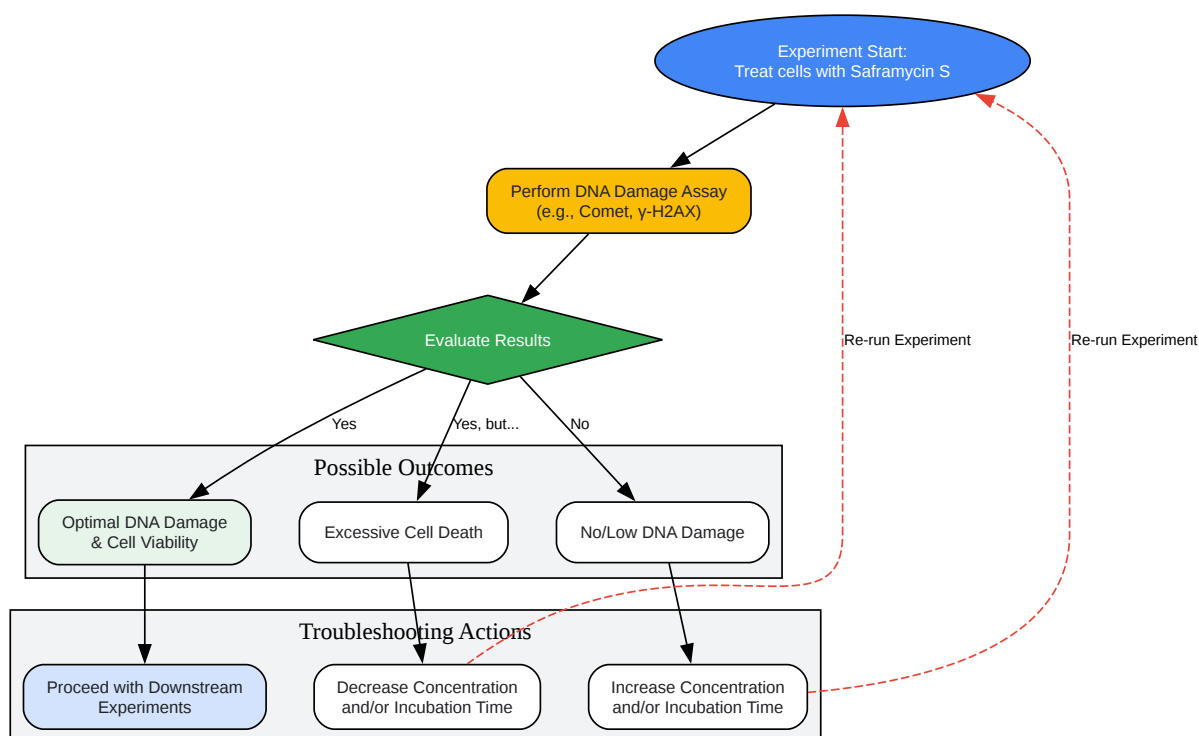 Experiment Start:
Treat cells with Saframycin S
Perform DNA Damage Assay
(e.g., Comet, γ-H2AX)
Evaluate Results
Re-run Experiment
Re-run Experiment
Yes
Yes, but...
No
Possible Outcomes
Optimal DNA Damage
& Cell Viability
Excessive Cell Death
No/Low DNA Damage
Troubleshooting Actions
Proceed with Downstream
Experiments
Decrease Concentration
and/or Incubation Time
Increase Concentration
and/or Incubation Time